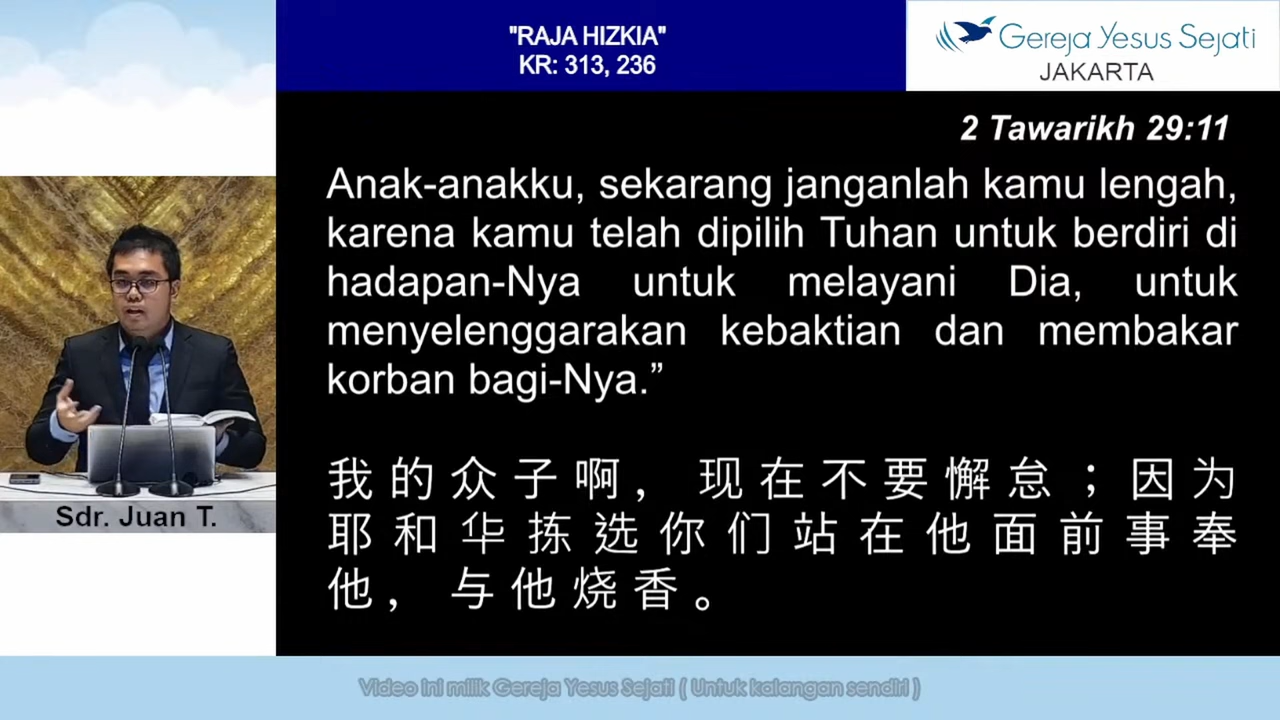 "RAJA HIZKIA"
KR: 313, 236
Gereja Yesus Sejati
JAKARTA
2 Tawarikh 29:11
Anak-anakku, sekarang janganlah kamu lengah,
karena kamu telah dipilih Tuhan untuk berdiri di
hadapan-Nya untuk melayani Dia, untuk
menyelenggarakan kebaktian dan membakar
korban bagi-Nya.”
我的众子啊，现在不要懈怠；因为
耶和华拣选你们站在他面前事奉
他，与他烧香。
Sdr. Juan T.
Video ini milik Gereja Yesus Sejati ( Untuk kalangan sendiri )